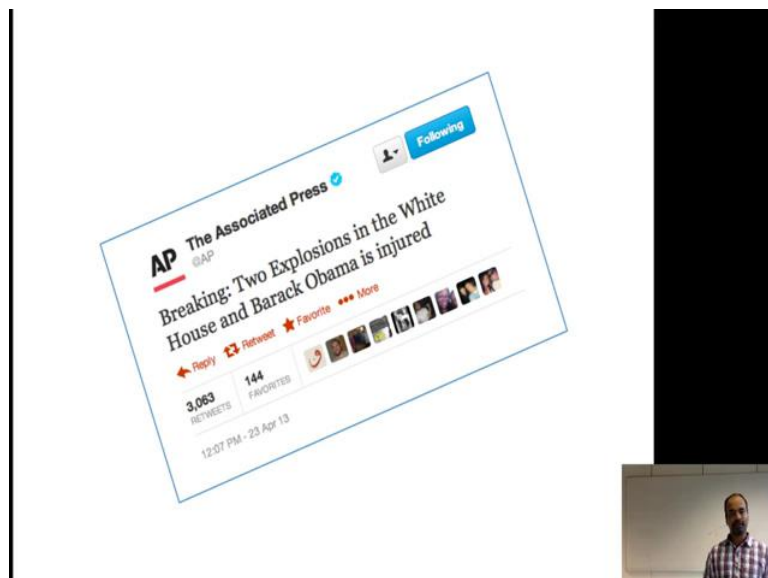 Following
The Associated Press
AP
@AP
Breaking: Two Explosions in the White
House and Barack Obama is injured
Reply Retweet Favorite More
3,063
RETWEETS
144
FAVORITES
12:07 PM - 23 Apr 13